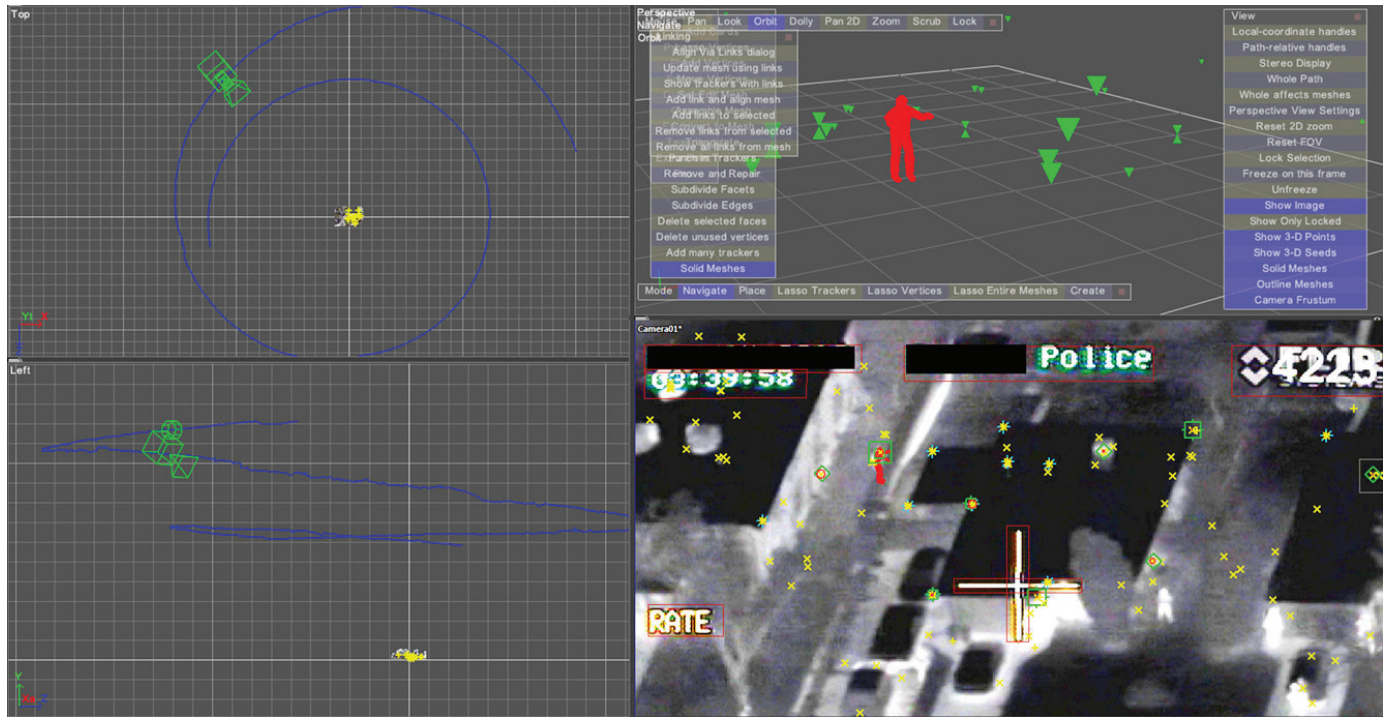 Top
Yt X
Left
Y
Xt Z
Perspective
Navigate
Orbit
Mouse Pan Look Orbit Dolly Pan 2D Zoom Scrub Lock
Linking
Align Via Links dialog
Update mesh using links
Show trackers with links
Add link and align mesh
Add links to selected
Remove links from selected
Remove all links from mesh
Punch in Trackers
Remove and Repair
Subdivide Facets
Subdivide Edges
Delete selected faces
Delete unused vertices
Add many trackers
Solid Meshes
Mode Navigate Place Lasso Trackers Lasso Vertices Lasso Entire Meshes Create
View
Local-coordinate handles
Path-relative handles
Stereo Display
Whole Path
Whole affects meshes
Perspective View Settings
Reset 2D zoom
Reset FOV
Lock Selection
Freeze on this frame
Unfreeze
Show Image
Show Only Locked
Show 3-D Points
Show 3-D Seeds
Solid Meshes
Outline Meshes
Camera Frustum
Camera01*
Police
03:39:58
RATE